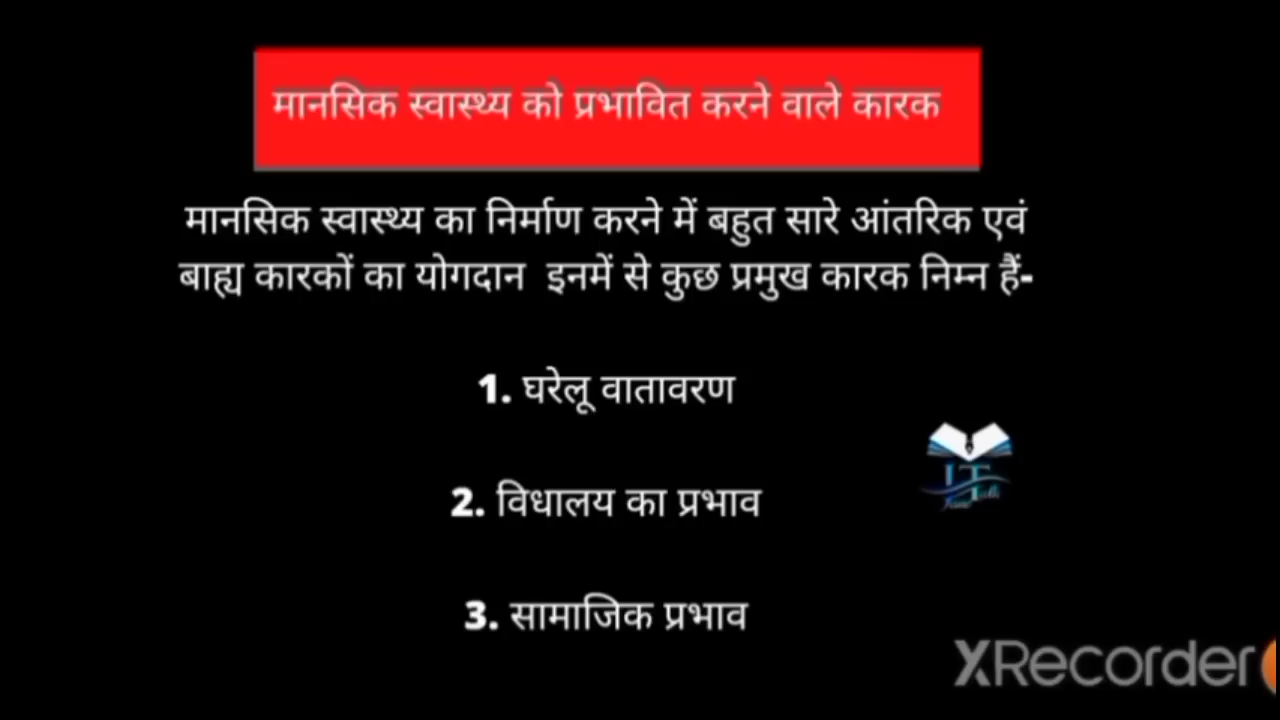 मानसिक स्वास्थ्य को प्रभावित करने वाले कारक
मानसिक स्वास्थ्य का निर्माण करने में बहुत सारे आंतरिक एवं
बाह्य कारकों का योगदान इनमें से कुछ प्रमुख कारक निम्न हैं-
1. घरेलू वातावरण
2. विधालय का प्रभाव
3. सामाजिक प्रभाव
XRecorder